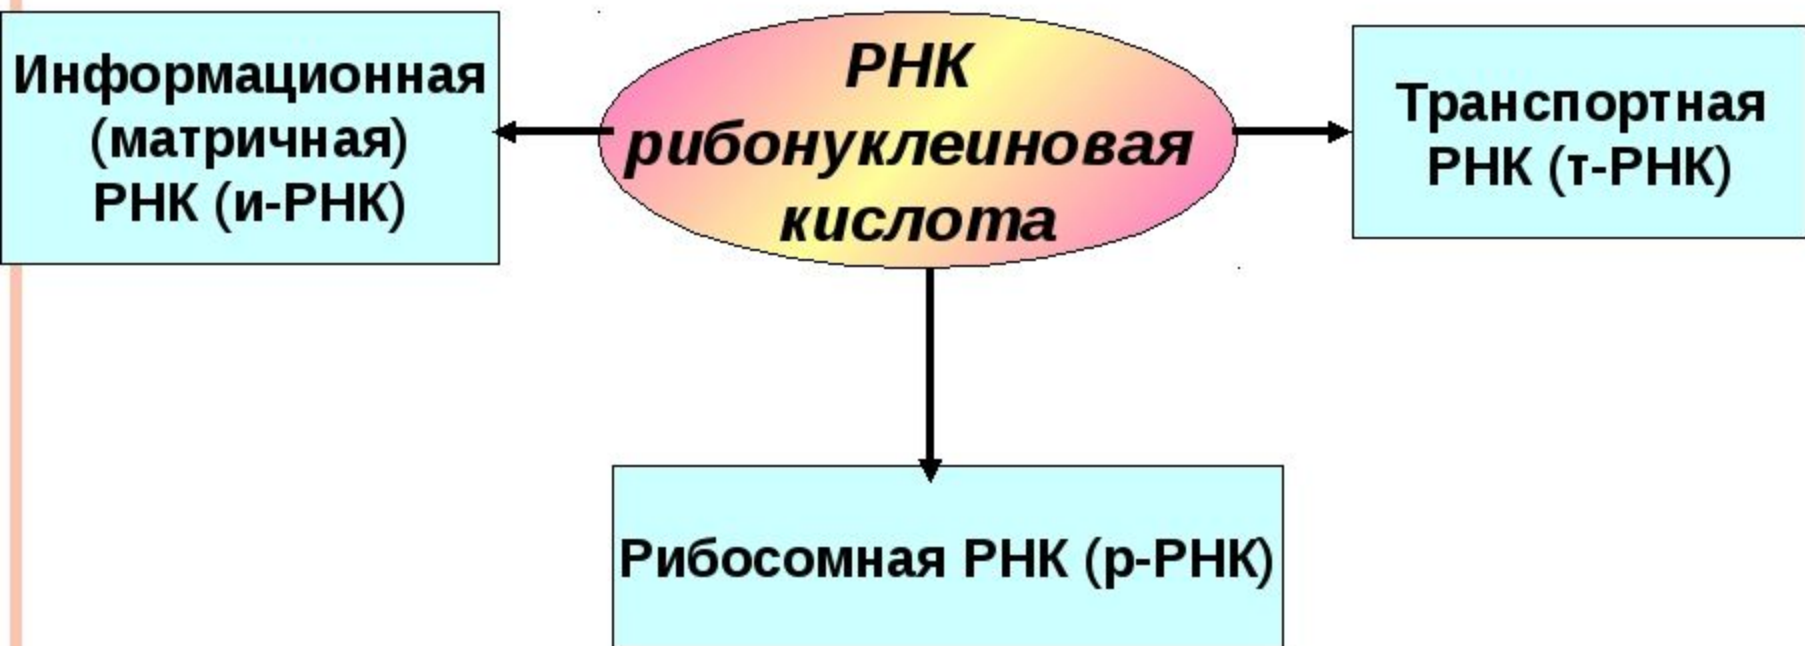 Информационная
(матричная)
РНК (и-РНК)
РНК
рибонуклеиновая
кислота
Транспортная
РНК (т-РНК)
Рибосомная РНК (р-РНК)